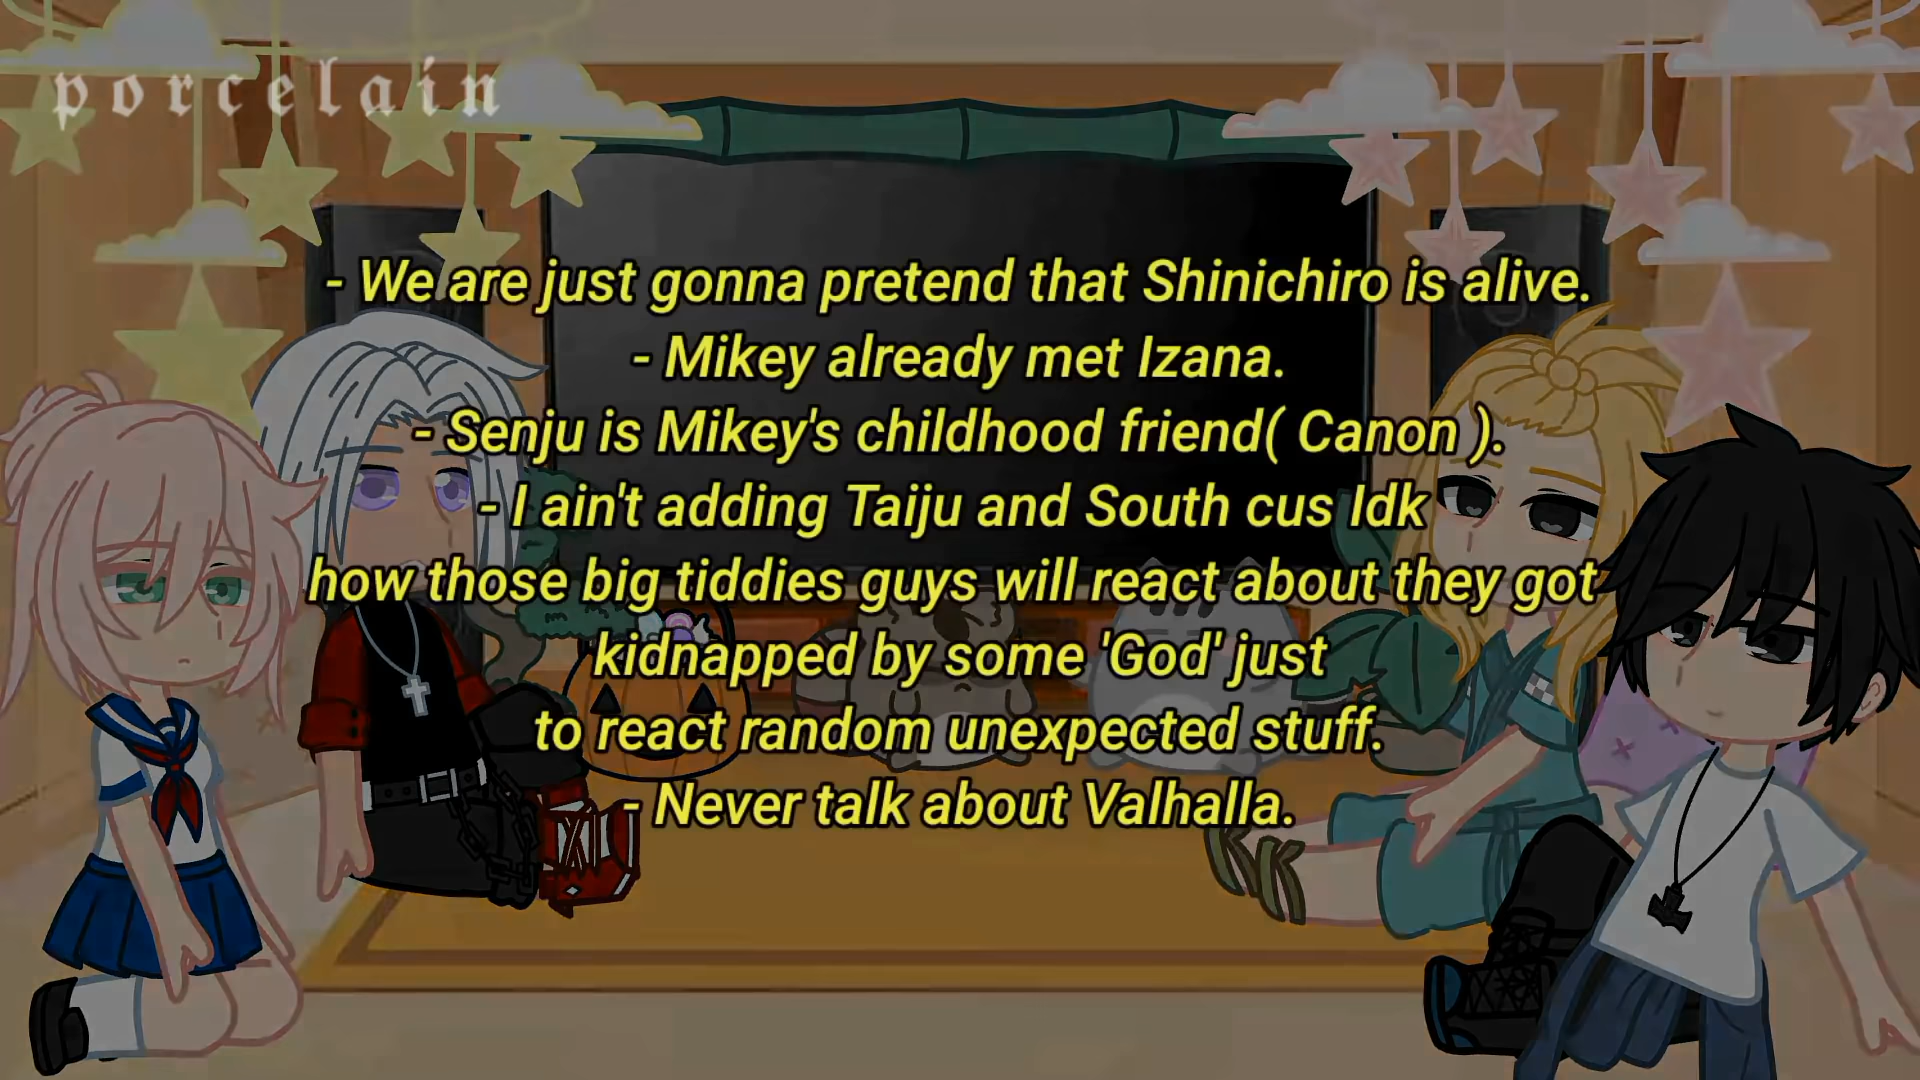 porcelain
- We are just gonna pretend that Shinichiro is alive.
- Mikey already met Izana.
- Senju is Mikey's childhood friend( Canon ).
- I ain't adding Taiju and South cus Idk
how those big tiddies guys will react about they got
kidnapped by some 'God' just
to react random unexpected stuff.
- Never talk about Valhalla.